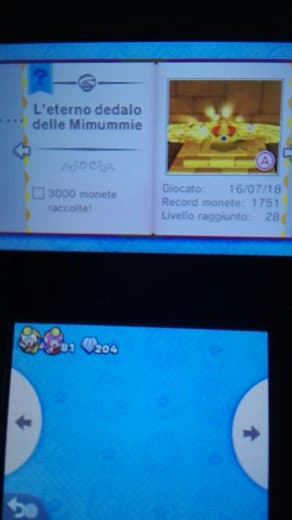 ?
L'eterno dedalo
delle Mimummie
3000 monete
raccolte!
A
Giocato: 16/07/18
Record monete: 1751
Livello raggiunto: 28
81 204